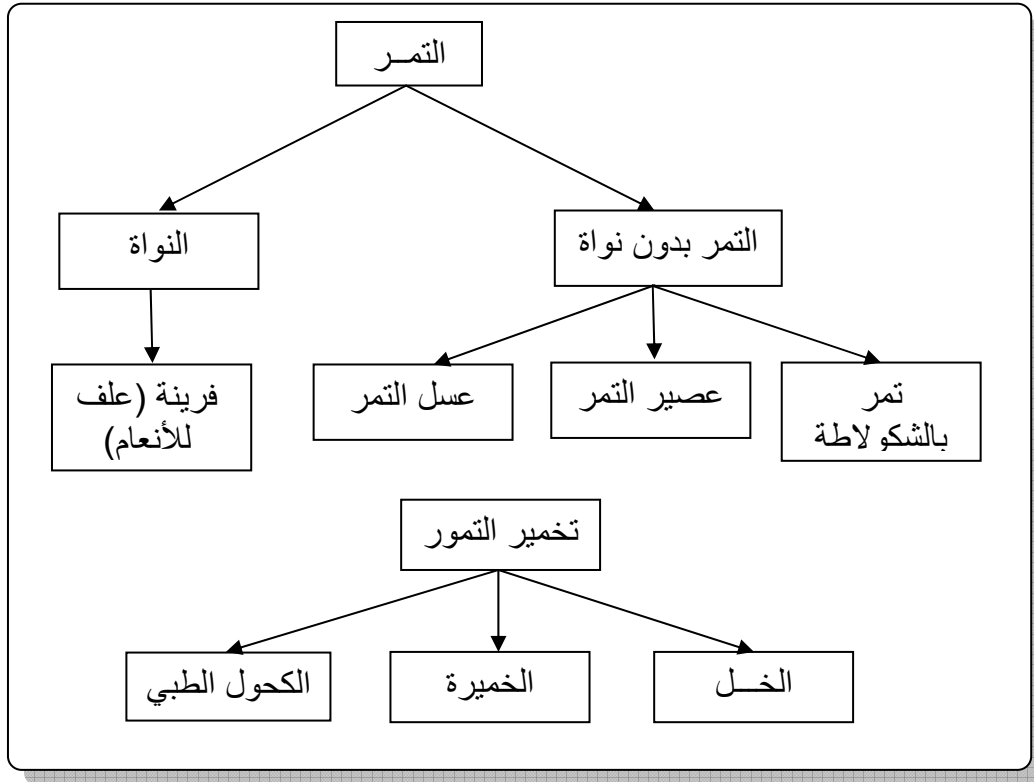 التمــر
التمر بدون نواة
النواة
تمر
بالشكولاطة
عصير التمر
عسل التمر
فرينة (علف
للأنعام)
تخمير التمور
الخــل
الخميرة
الكحول الطبي